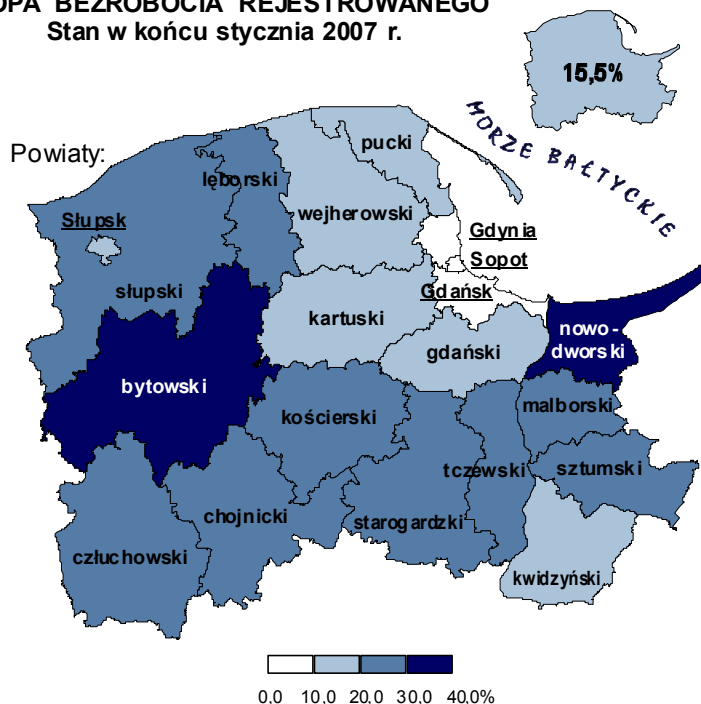 OPA BEZROBOCIA REJESTROWANEGO
Stan w końcu stycznia 2007 r.
15,5%
MORZE BAŁTYCKIE
Powiaty:
pucki
lęborski
wejherowski
Słupsk
Gdynia
Sopot
słupski
Gdańsk
kartuski
nowo-
dworski
gdański
bytowski
malborski
kościerski
tczewski
sztumski
chojnicki
starogardzki
człuchowski
kwidzyński
0,0 10,0 20,0 30,0 40,0%